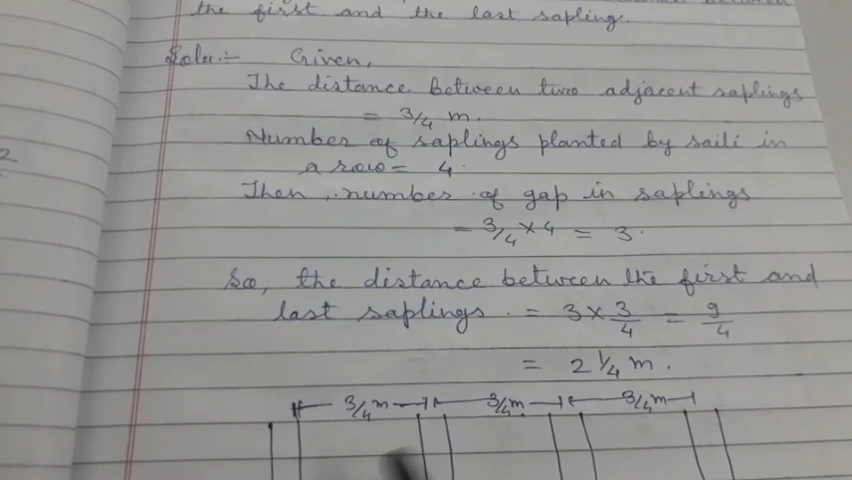 the first and the last sapling.
Solu:- Given,
The distance between two adjacent saplings
= 3/4 m.
Number of saplings planted by saili in
a row = 4.
Then, number of gap in saplings
= 3/4 × 4 = 3.
So, the distance between the first and
last saplings. = 3 × 3/4 = 9/4
= 2 1/4 m.
3/4 m 3/4 m 3/4 m